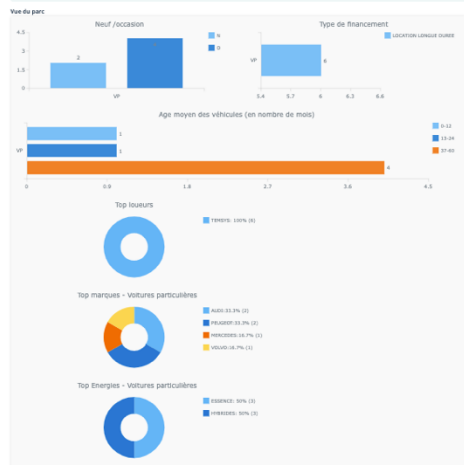 Vue du parc
Neuf /occasion
Type de financement
4.5
3
1.5
0
2
VP
N
O
LOCATION LONGUE DUREE
VP
6
5.4 5.7 6 6.3 6.6
Age moyen des véhicules (en nombre de mois)
VP
1
1
4
0 0.9 1.8 2.7 3.6 4.5
0-12
37-60
Top loueurs
100% (6)
Top marques - Voitures particulières
AUDI:33.3% (2)
PEUGEOT:33.3% (2)
MERCEDES:16.7% (1)
VOLVO:16.7% (1)
Top Energies - Voitures particulières
ESSENCE: 50% (3)
HYBRIDES: 50% (3)